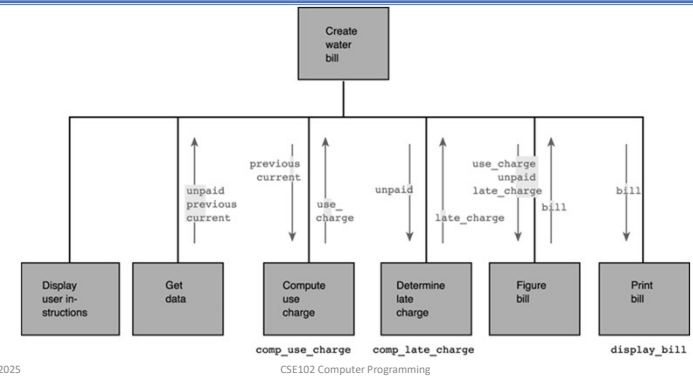 Create
water
bill
previous
current
use_charge
unpaid
late_charge
unpaid
previous
current
use_
charge
unpaid
late_charge
bill
bill
Display
user in-
structions
Get
data
Compute
use
charge
Determine
late
charge
Figure
bill
Print
bill
comp_use_charge
comp_late_charge
display_bill
2025
CSE102 Computer Programming